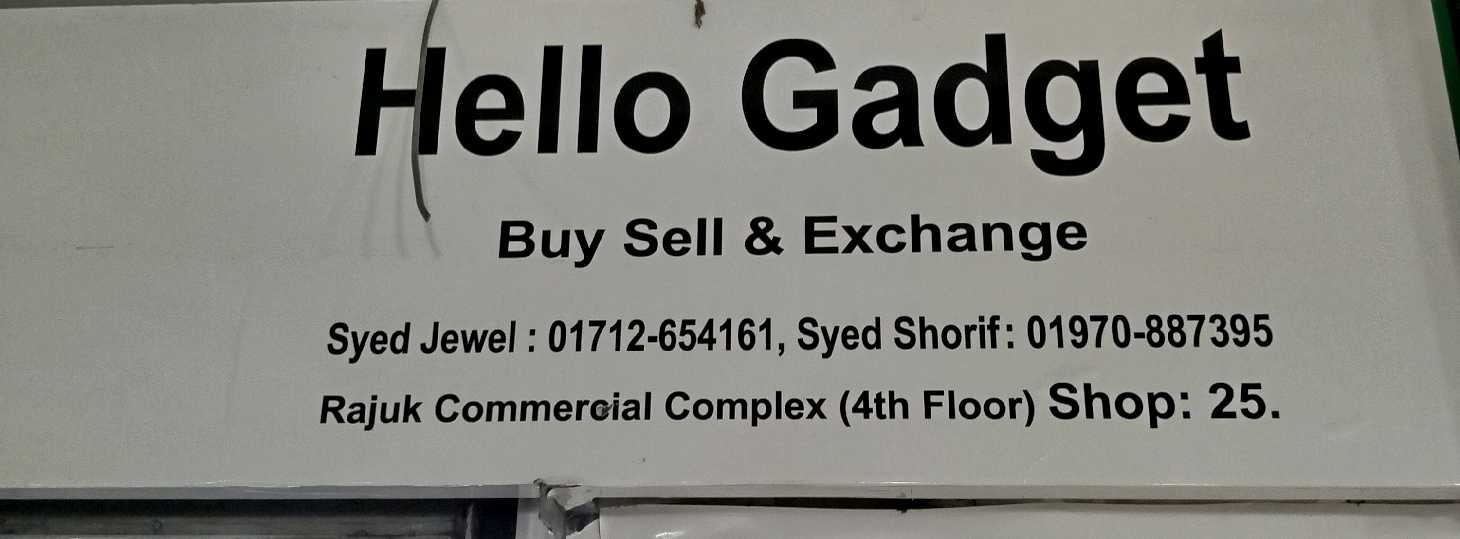 Hello Gadget
Buy Sell & Exchange
Syed Jewel : 01712-654161, Syed Shorif : 01970-887395
Rajuk Commercial Complex (4th Floor) Shop: 25.